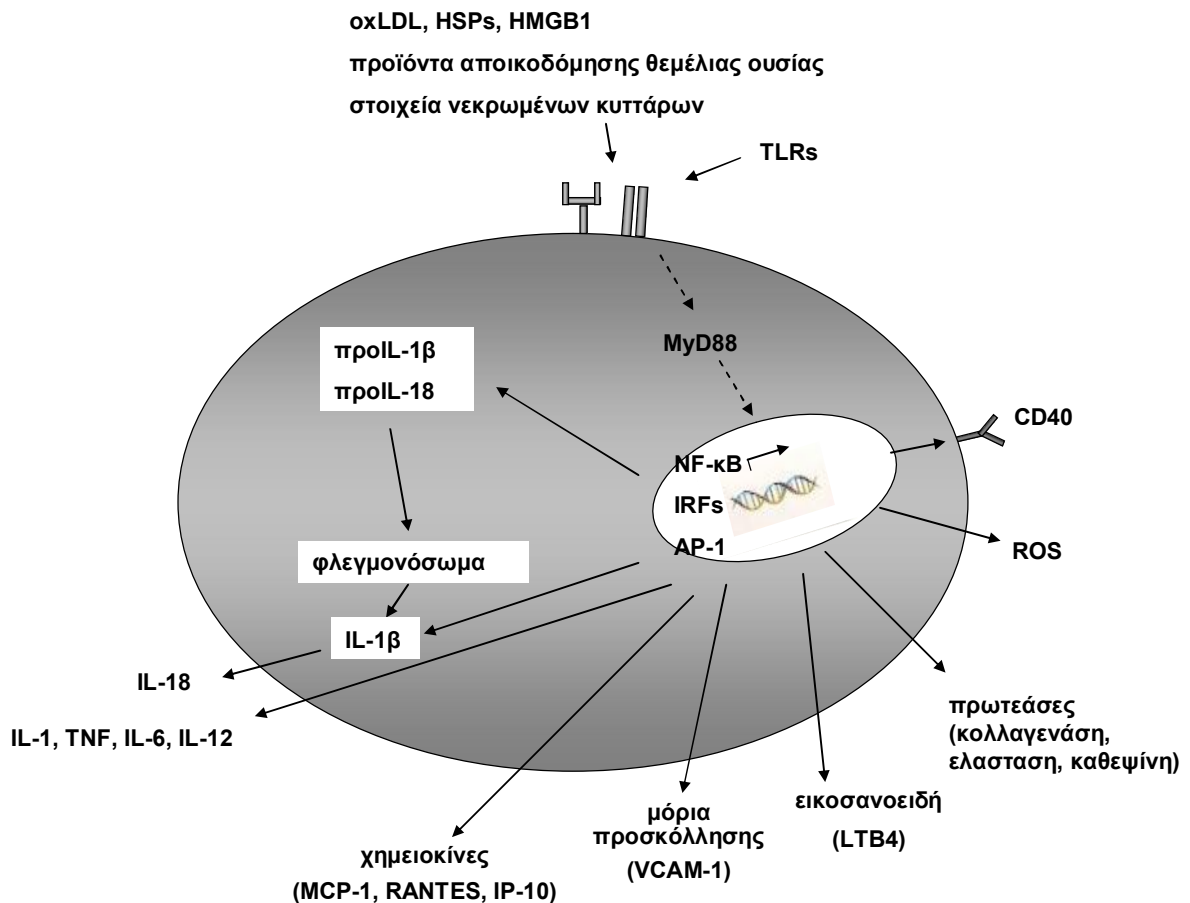 oxLDL, HSPs, HMGB1
προϊόντα αποικοδόμησης θεμέλιας ουσίας
στοιχεία νεκρωμένων κυττάρων
TLRs
MyD88
προIL-1β
προIL-18
CD40
NF-κB
IRFs
AP-1
ROS
φλεγμονόσωμα
IL-1β
IL-18
IL-1, TNF, IL-6, IL-12
πρωτεάσες
(κολλαγενάση,
ελασταση, καθεψίνη)
εικοσανοειδή
(LTB4)
μόρια
προσκόλλησης
(VCAM-1)
χημειοκίνες
(MCP-1, RANTES, IP-10)